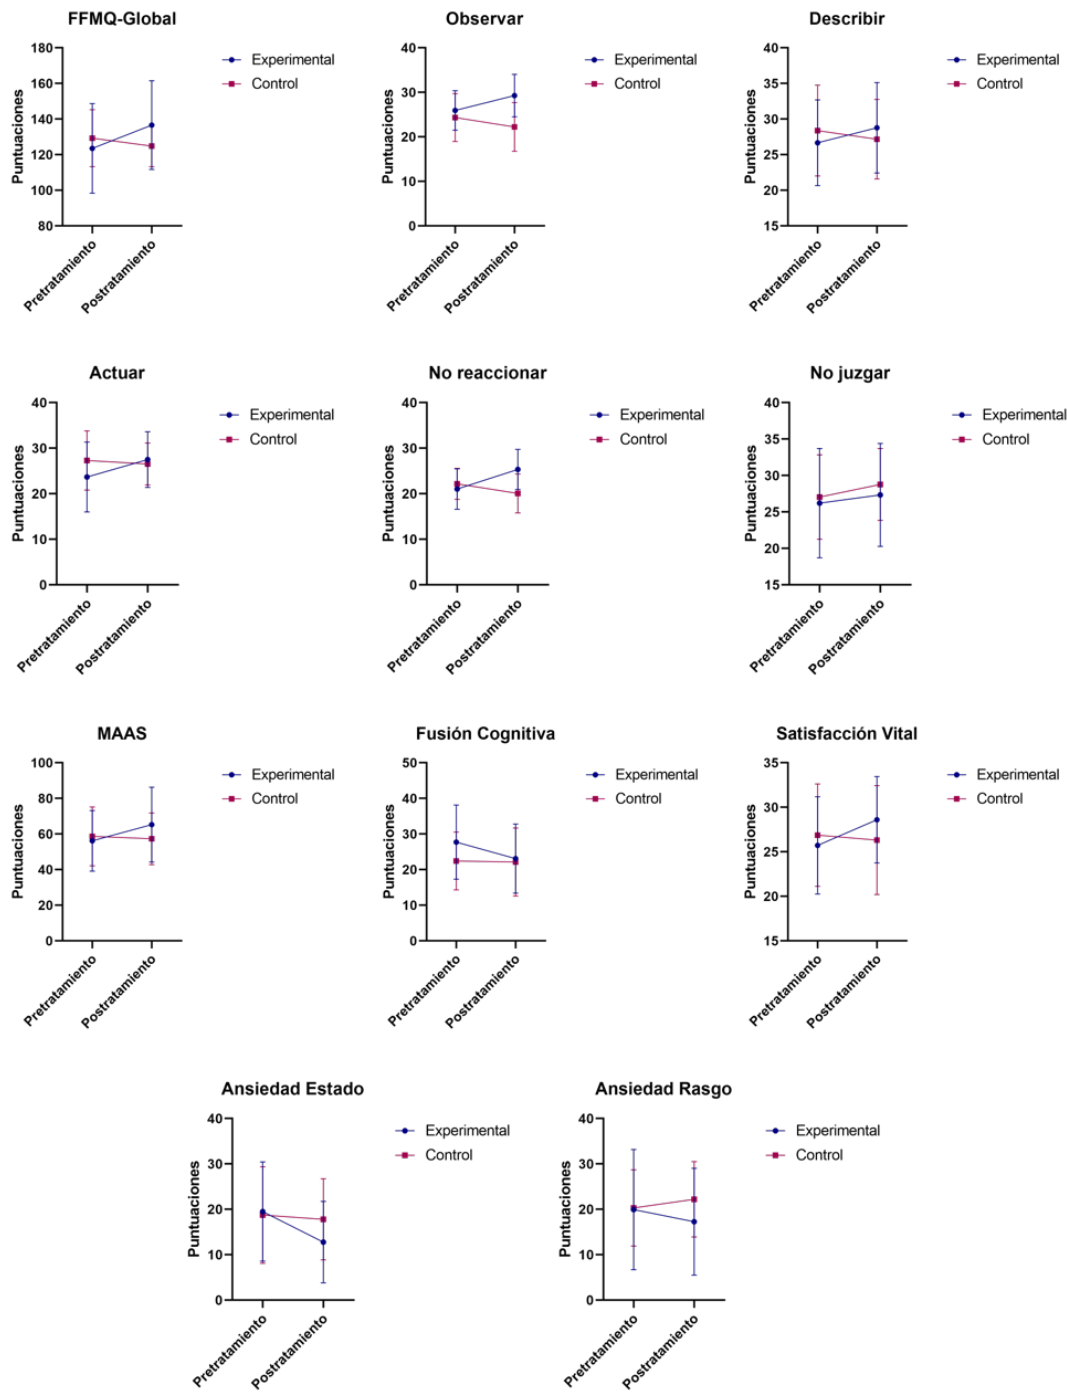 FFMQ-Global
Puntuaciones
180
160
140
120
100
80
Pretratamiento
Postratamiento
Experimental
Control
Observar
Puntuaciones
40
30
20
10
0
Pretratamiento
Postratamiento
Experimental
Control
Describir
Puntuaciones
40
35
30
25
20
15
Pretratamiento
Postratamiento
Experimental
Control
Actuar
Puntuaciones
40
30
20
10
0
Pretratamiento
Postratamiento
Experimental
Control
No reaccionar
Puntuaciones
40
30
20
10
0
Pretratamiento
Postratamiento
Experimental
Control
No juzgar
Puntuaciones
40
35
30
25
20
15
Pretratamiento
Postratamiento
Experimental
Control
MAAS
Puntuaciones
100
80
60
40
20
0
Pretratamiento
Postratamiento
Experimental
Control
Fusión Cognitiva
Puntuaciones
50
40
30
20
10
0
Pretratamiento
Postratamiento
Experimental
Control
Satisfacción Vital
Puntuaciones
35
30
25
20
15
Pretratamiento
Postratamiento
Experimental
Control
Ansiedad Estado
Puntuaciones
40
30
20
10
0
Pretratamiento
Postratamiento
Experimental
Control
Ansiedad Rasgo
Puntuaciones
40
30
20
10
0
Pretratamiento
Postratamiento
Experimental
Control